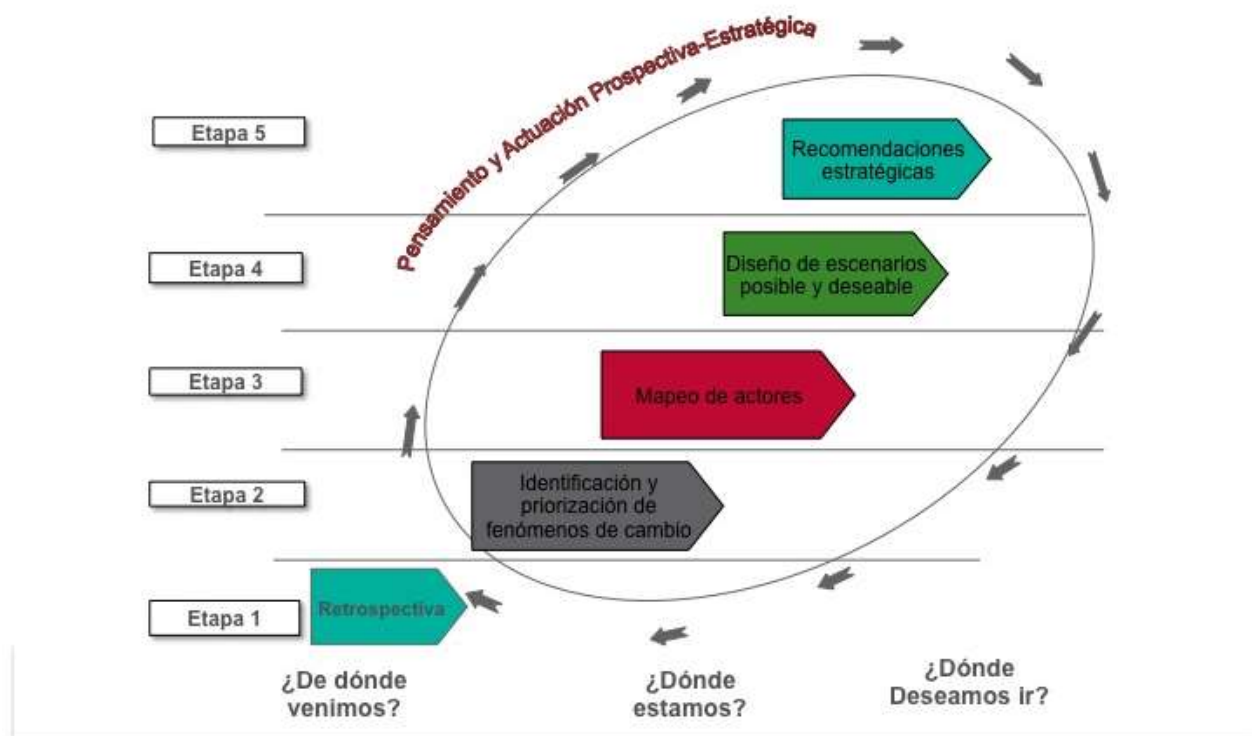 Pensamiento y Actuación Prospectiva-Estratégica
Etapa 5
Recomendaciones
estratégicas
Etapa 4
Diseño de escenarios
posible y deseable
Etapa 3
Mapeo de actores
Etapa 2
Identificación y
priorización de
fenómenos de cambio
Etapa 1
Retrospectiva
¿De dónde
venimos?
¿Dónde
estamos?
¿Dónde
Deseamos ir?